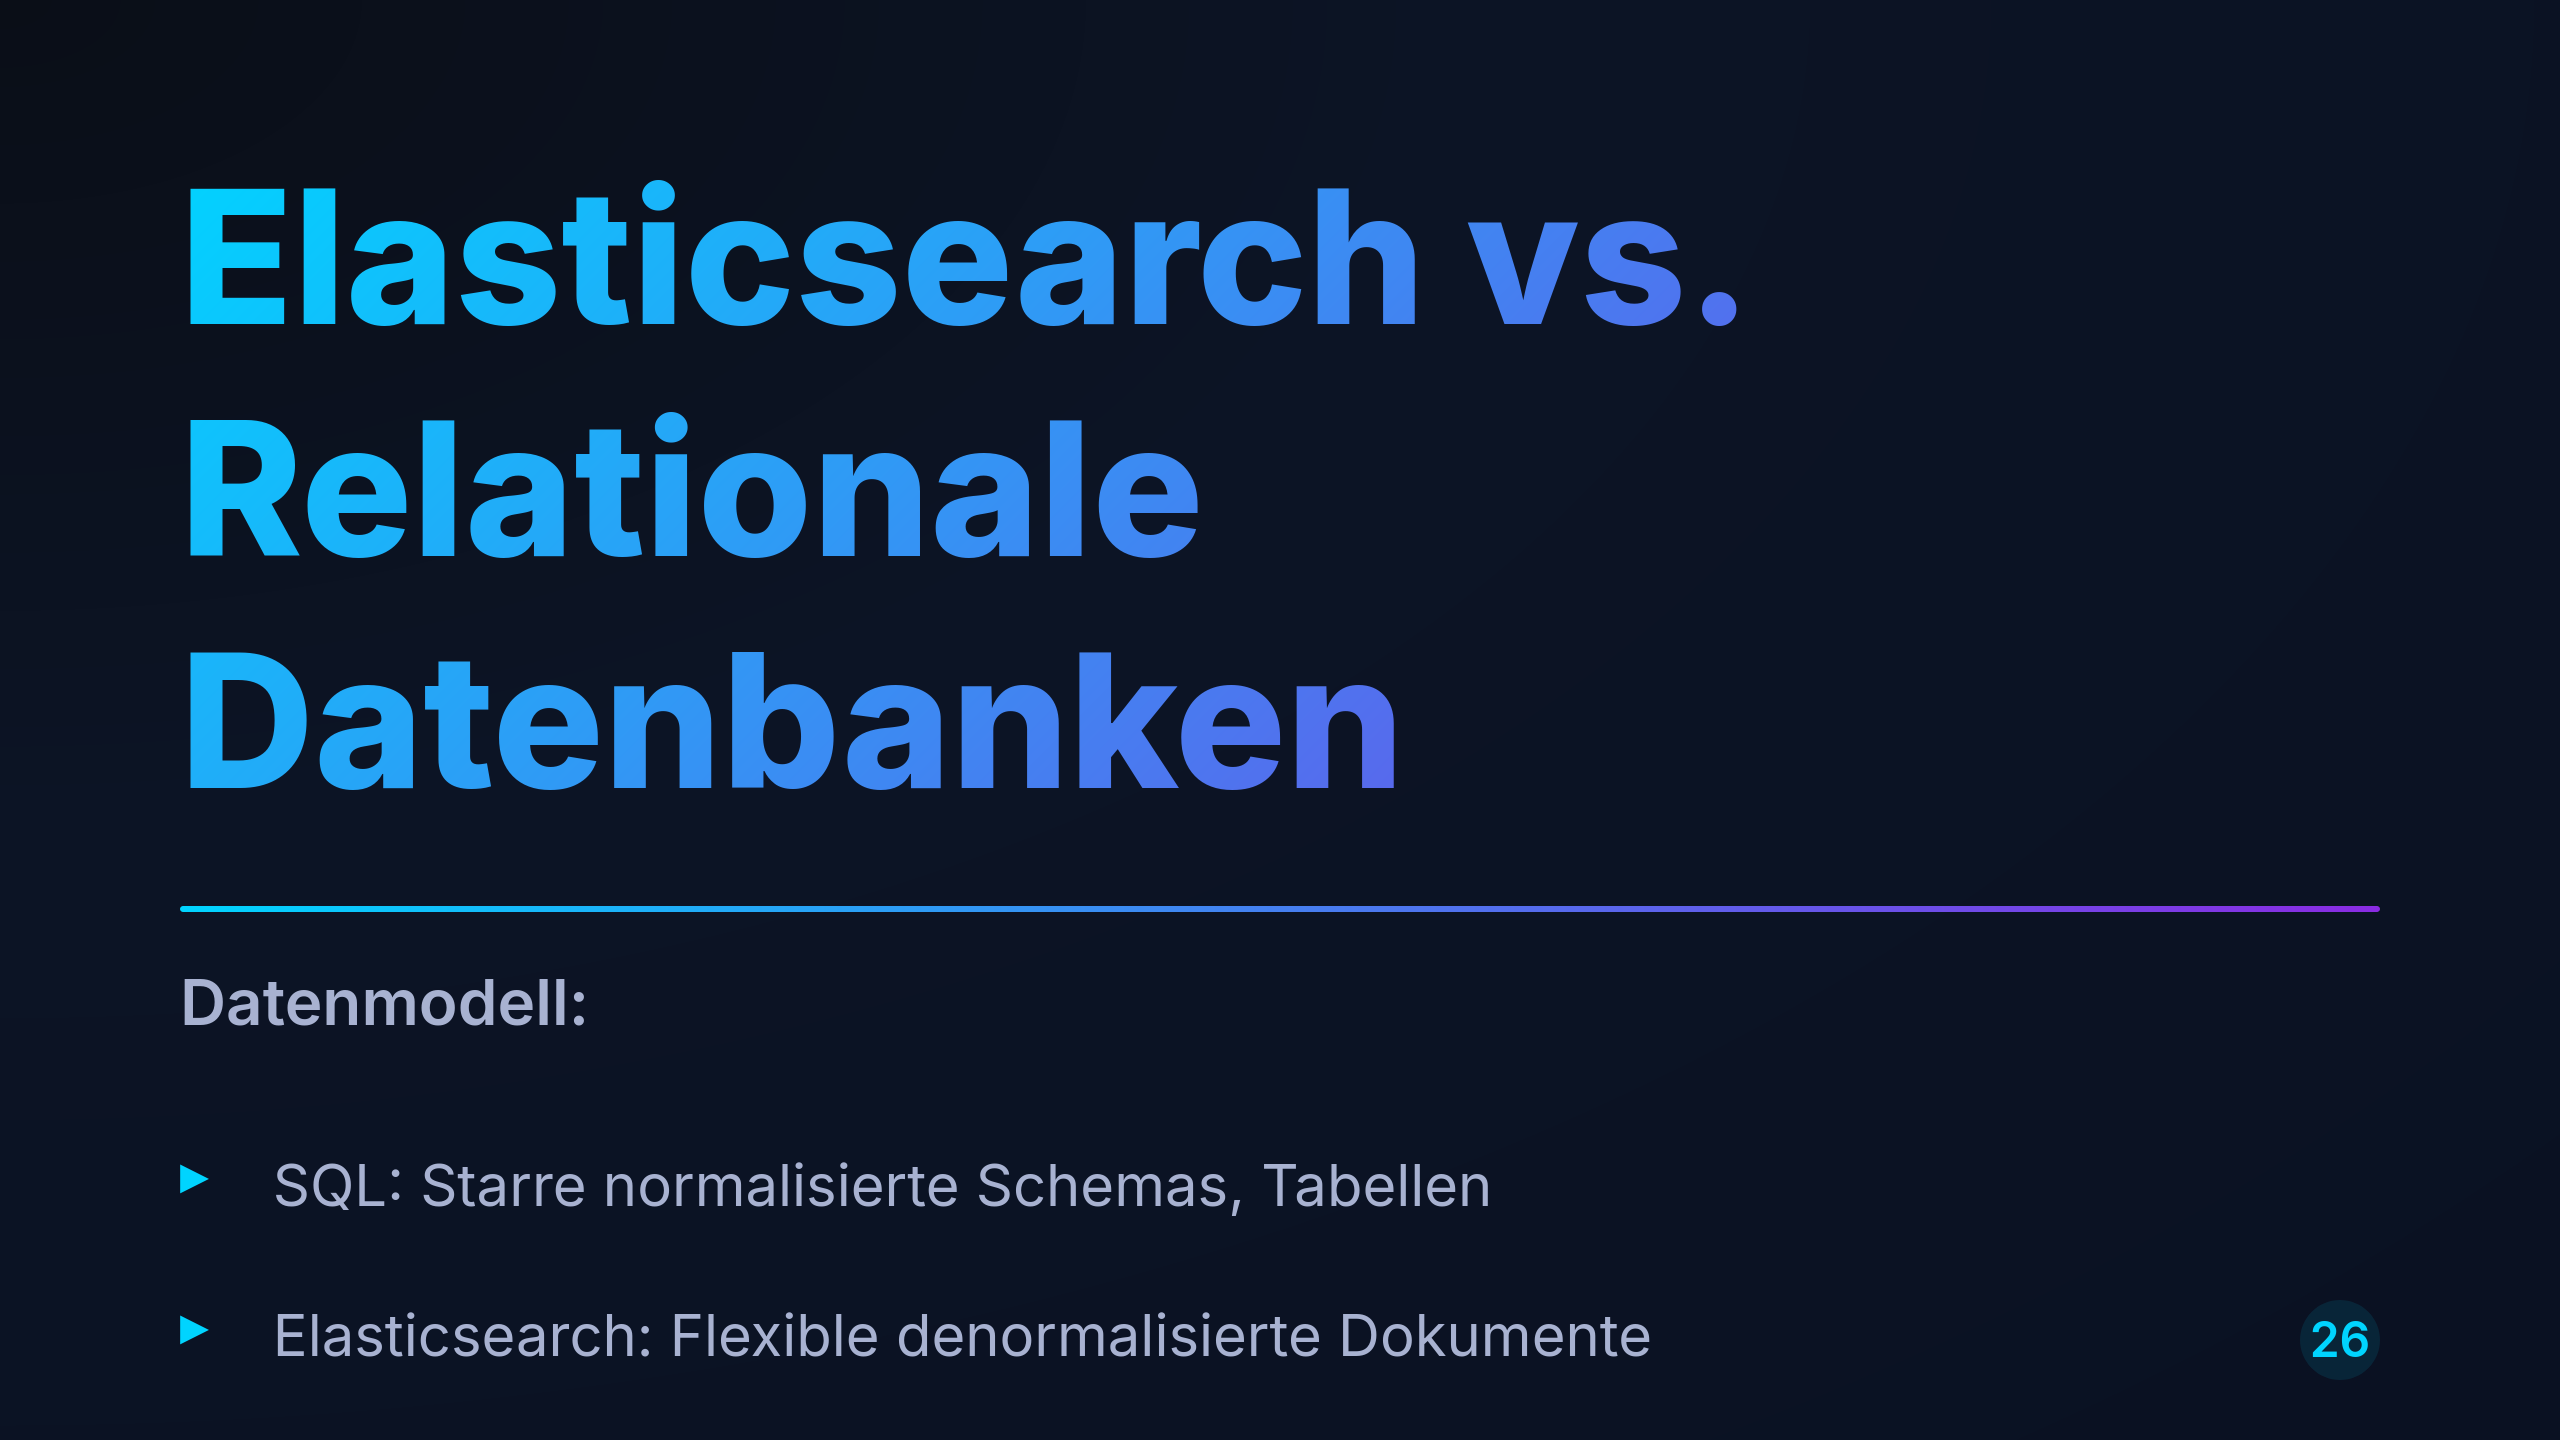 Elasticsearch vs.
Relationale
Datenbanken
Datenmodell:
SQL: Starre normalisierte Schemas, Tabellen
Elasticsearch: Flexible denormalisierte Dokumente
26